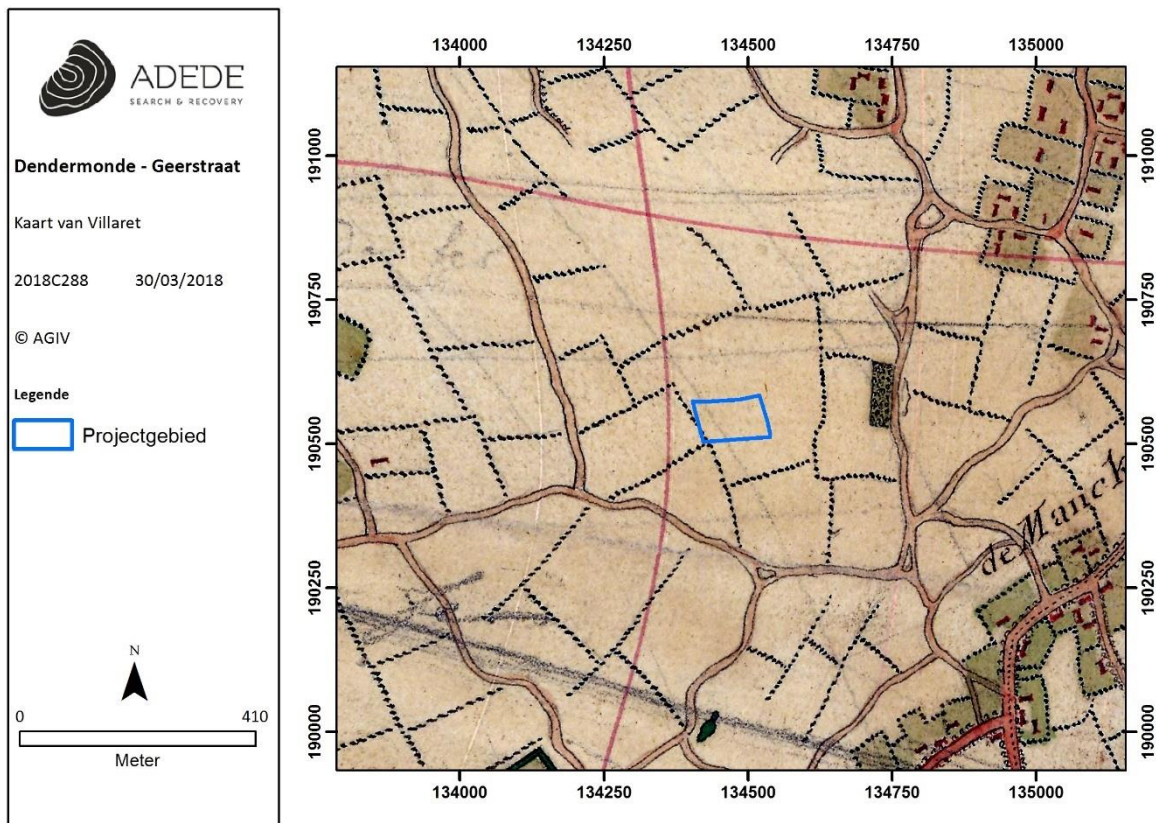 ADEDE
SEARCH & RECOVERY
Dendermonde - Geerstraat
Kaart van Villaret
2018C288 30/03/2018
© AGIV
Legende
Projectgebied
N
0 410
Meter
134000 134250 134500 134750 135000
191000 191000
190750 190750
190500 190500
de Manck
190250 190250
190000 190000
134000 134250 134500 134750 135000